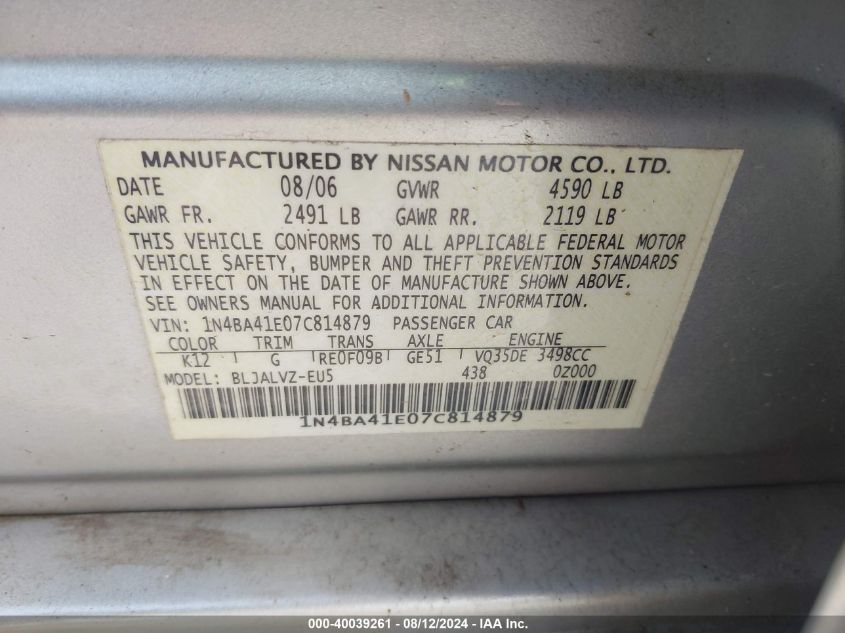 MANUFACTURED BY NISSAN MOTOR CO., LTD.
DATE 08/06 GVWR 4590 LB
GAWR FR. 2491 LB GAWR RR. 2119 LB
THIS VEHICLE CONFORMS TO ALL APPLICABLE FEDERAL MOTOR
VEHICLE SAFETY, BUMPER AND THEFT PREVENTION STANDARDS
IN EFFECT ON THE DATE OF MANUFACTURE SHOWN ABOVE.
SEE OWNERS MANUAL FOR ADDITIONAL INFORMATION.
VIN: 1N4BA41E07C814879 PASSENGER CAR
COLOR TRIM TRANS AXLE ENGINE
K12 G RE0F09B GE51 VQ35DE 3498CC
MODEL: BLJALVZ-EU5 438 0Z000
1N4BA41E07C814879
000-40039261 - 08/12/2024 - IAAI Inc.